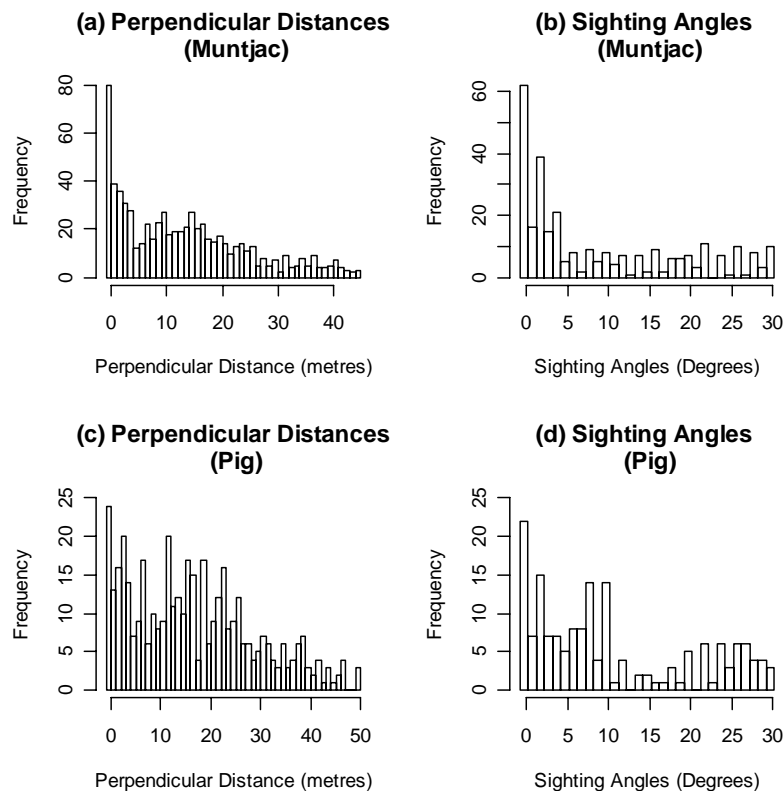 (a) Perpendicular Distances
(Muntjac)
Frequency
80
60
40
20
0
0 10 20 30 40
Perpendicular Distance (metres)
(b) Sighting Angles
(Muntjac)
Frequency
60
40
20
0
0 5 10 15 20 25 30
Sighting Angles (Degrees)
(c) Perpendicular Distances
(Pig)
Frequency
25
20
15
10
5
0
0 10 20 30 40 50
Perpendicular Distance (metres)
(d) Sighting Angles
(Pig)
Frequency
25
20
15
10
5
0
0 5 10 15 20 25 30
Sighting Angles (Degrees)